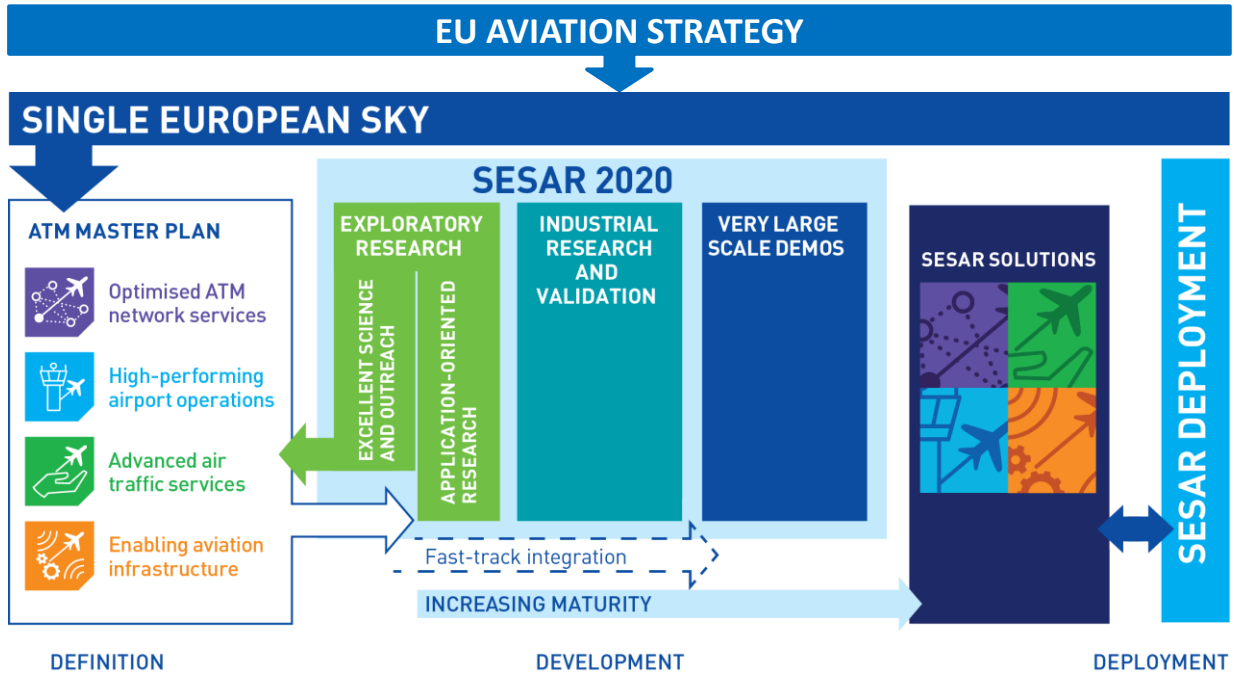 EU AVIATION STRATEGY
SINGLE EUROPEAN SKY
ATM MASTER PLAN
Optimised ATM
network services
High-performing
airport operations
Advanced air
traffic services
Enabling aviation
infrastructure
SESAR 2020
EXPLORATORY
RESEARCH
EXCELLENT SCIENCE
AND OUTREACH
APPLICATION-ORIENTED
RESEARCH
INDUSTRIAL
RESEARCH
AND
VALIDATION
VERY LARGE
SCALE DEMOS
Fast-track integration
INCREASING MATURITY
SESAR SOLUTIONS
SESAR DEPLOYMENT
DEFINITION
DEVELOPMENT
DEPLOYMENT